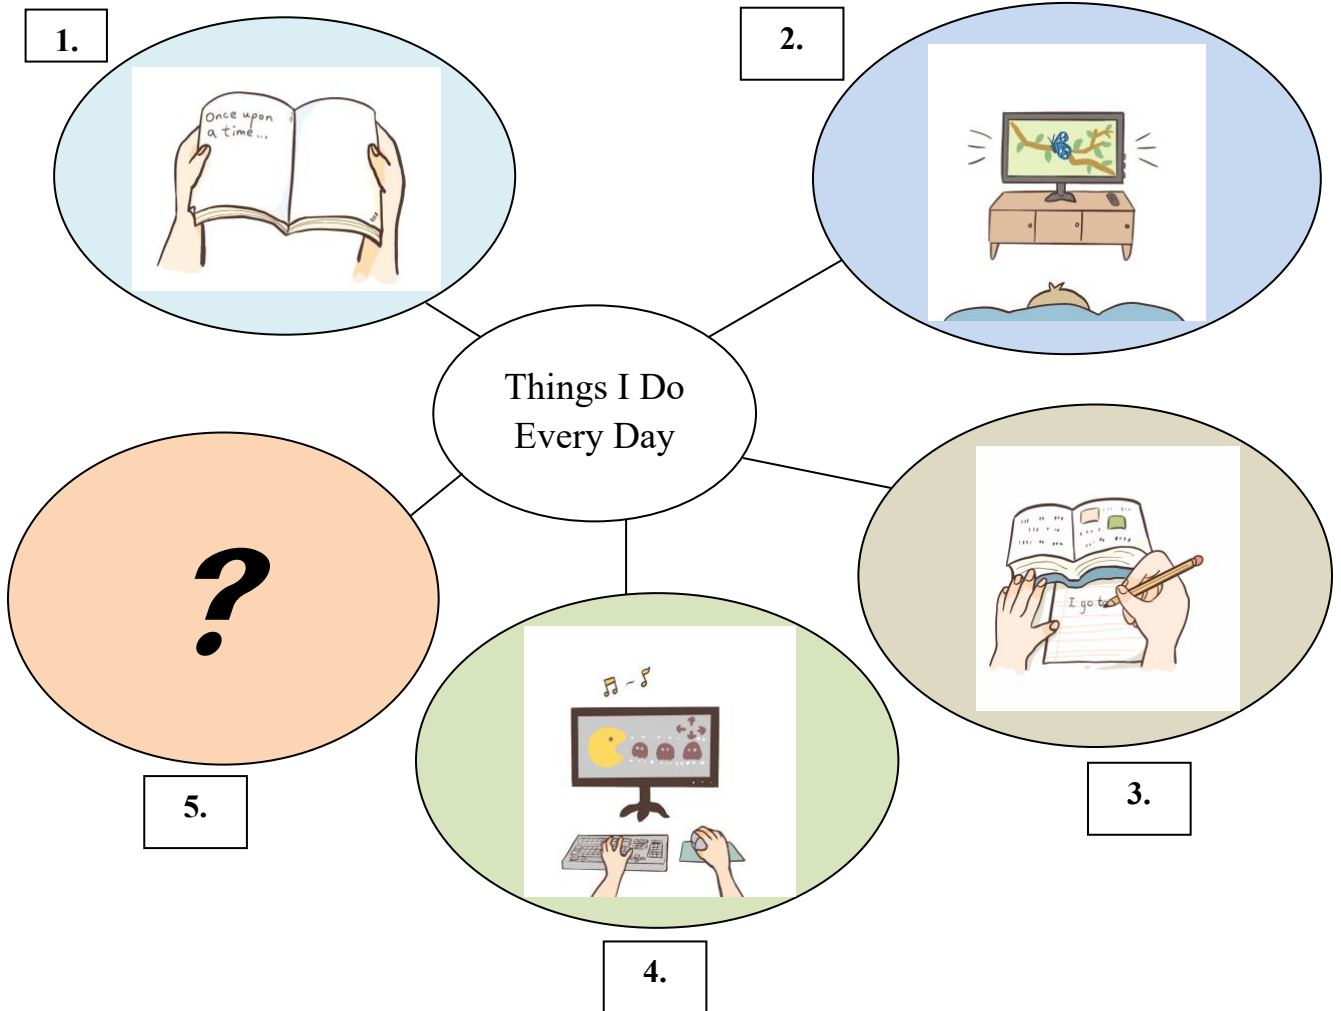 1.
Once upon
a time...
2.
Things I Do
Every Day
I go to
3.
4.
5.
?